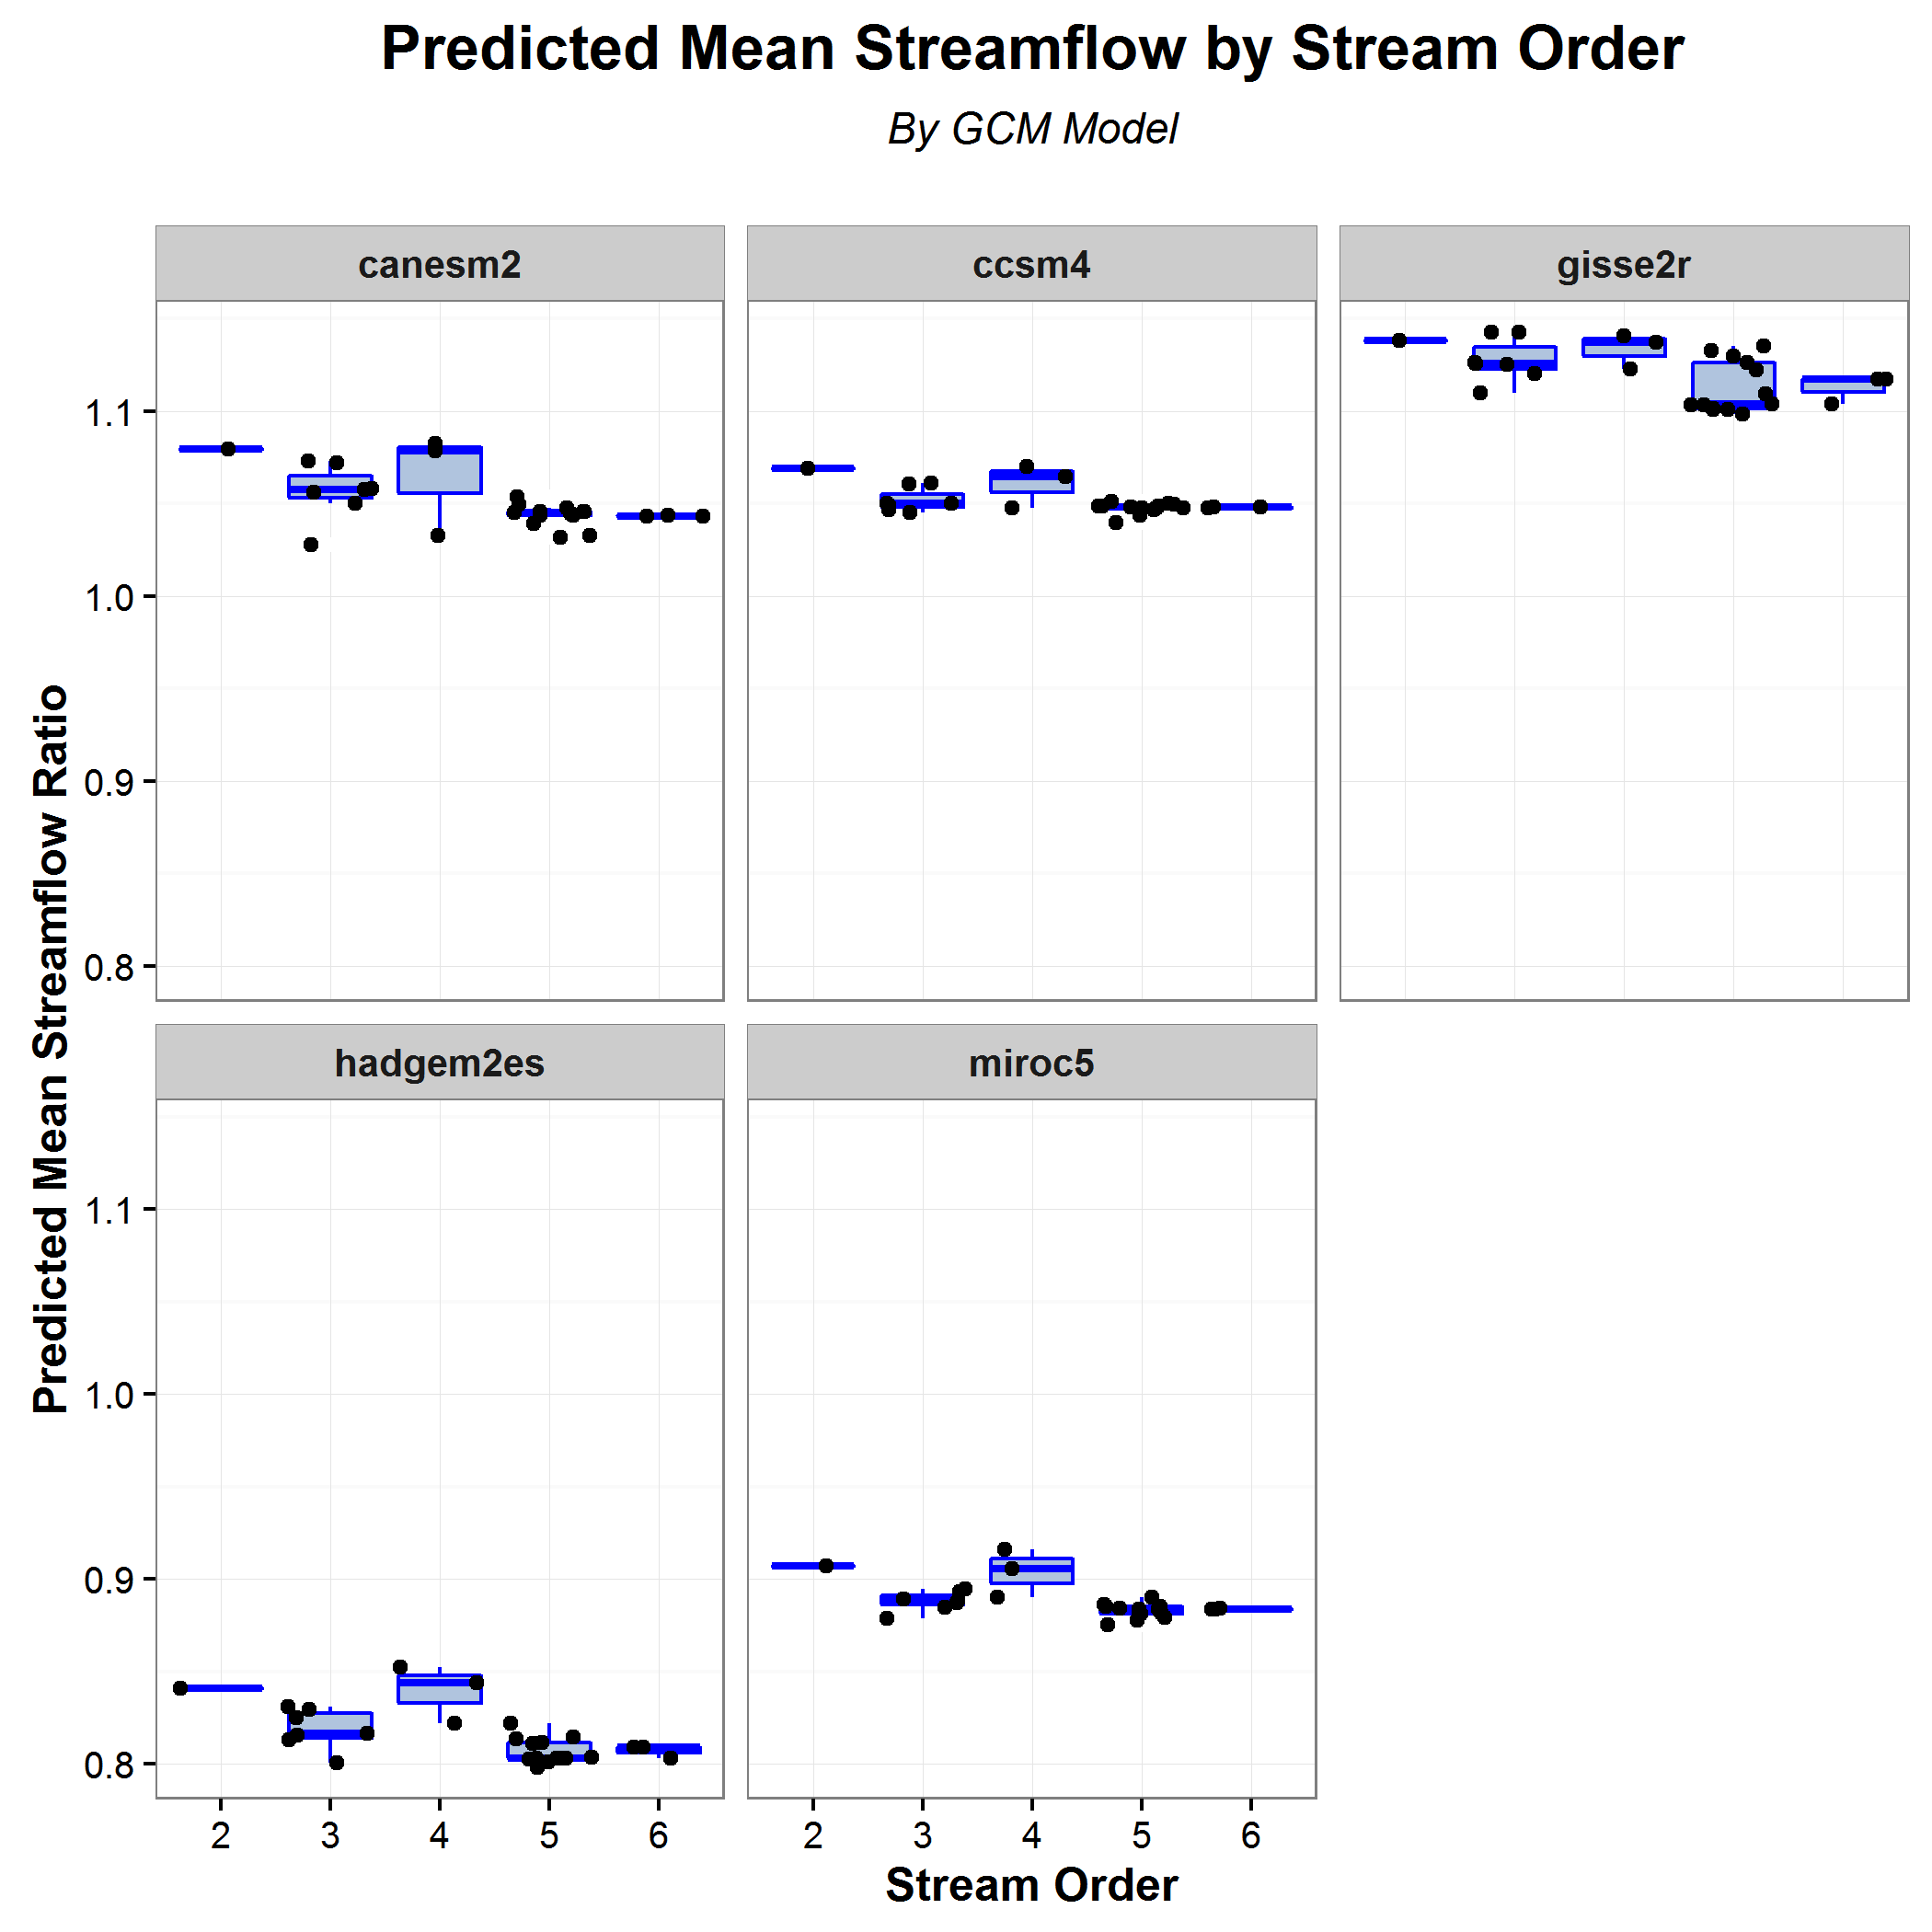 Predicted Mean Streamflow by Stream Order
By GCM Model
canesm2
ccsm4
gisse2r
1.1
1.0
0.9
0.8
Predicted Mean Streamflow Ratio
hadgem2es
miroc5
1.1
1.0
0.9
0.8
2 3 4 5 6
2 3 4 5 6
Stream Order